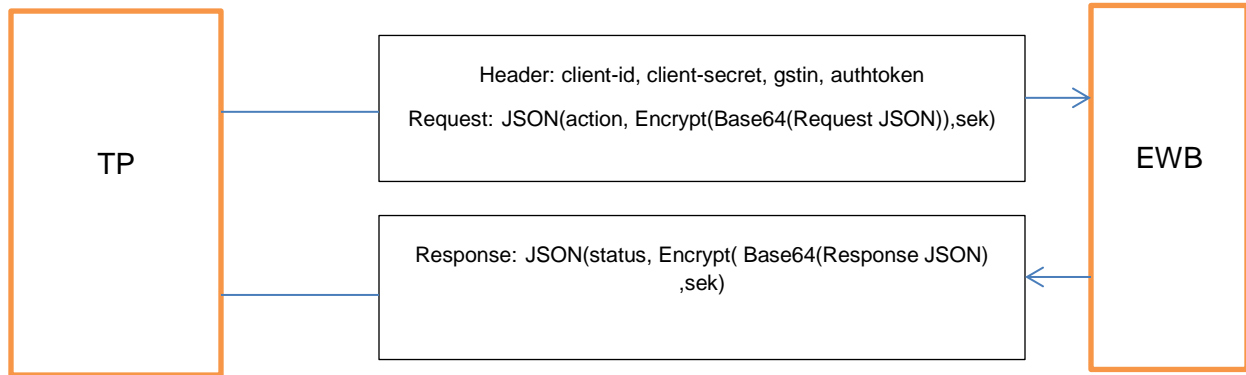 TP
Header: client-id, client-secret, gstin, authtoken
Request: JSON(action, Encrypt(Base64(Request JSON)),sek)
Response: JSON(status, Encrypt( Base64(Response JSON)
,sek)
EWB